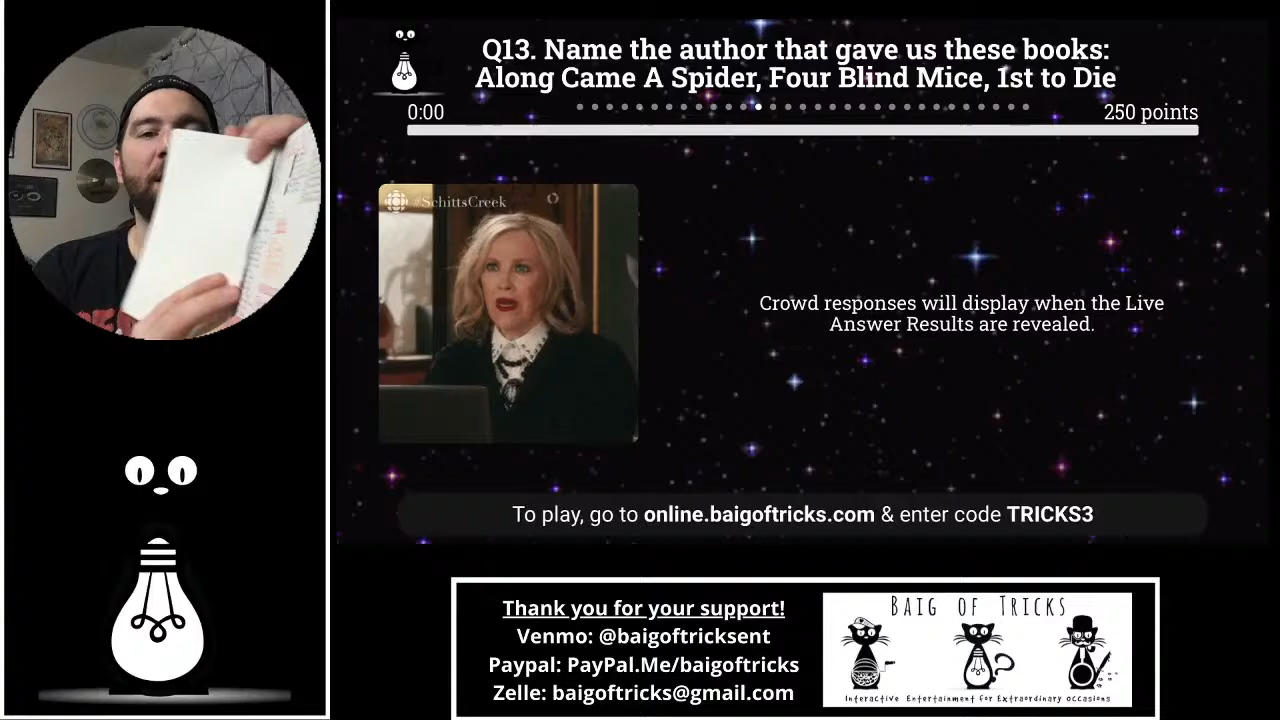 Q13. Name the author that gave us these books:
Along Came A Spider, Four Blind Mice, 1st to Die
0:00
250 points
#SchittsCreek
Crowd responses will display when the Live
Answer Results are revealed.
To play, go to online.baigoftricks.com & enter code TRICKS3
Thank you for your support!
Venmo: @baigoftricksent
Paypal: PayPal.Me/baigoftricks
Zelle: baigoftricks@gmail.com
BAIG OF TRICKS
Interactive Entertainment for Extraordinary occasions